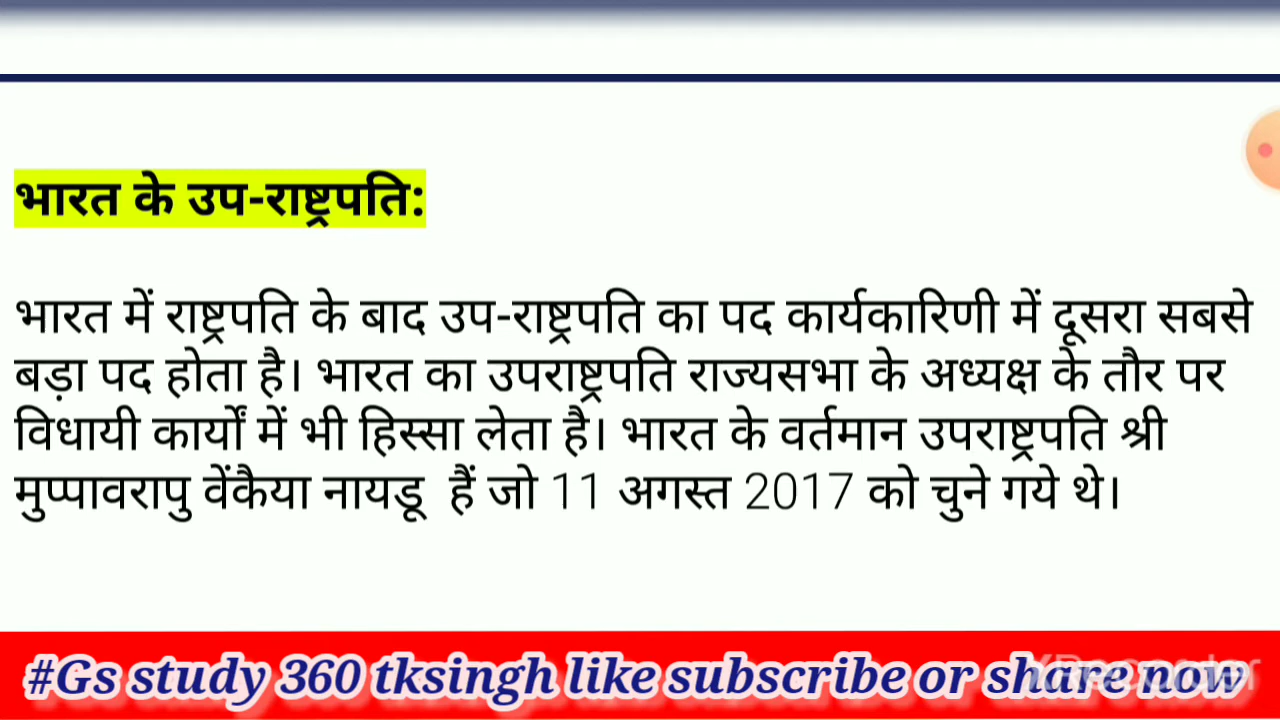 भारत के उप-राष्ट्रपति:
भारत में राष्ट्रपति के बाद उप-राष्ट्रपति का पद कार्यकारिणी में दूसरा सबसे
बड़ा पद होता है। भारत का उपराष्ट्रपति राज्यसभा के अध्यक्ष के तौर पर
विधायी कार्यों में भी हिस्सा लेता है। भारत के वर्तमान उपराष्ट्रपति श्री
मुप्पावरापु वेंकैया नायडू हैं जो 11 अगस्त 2017 को चुने गये थे।
#Gs study 360 tksingh like subscribe or share now
XRecorder